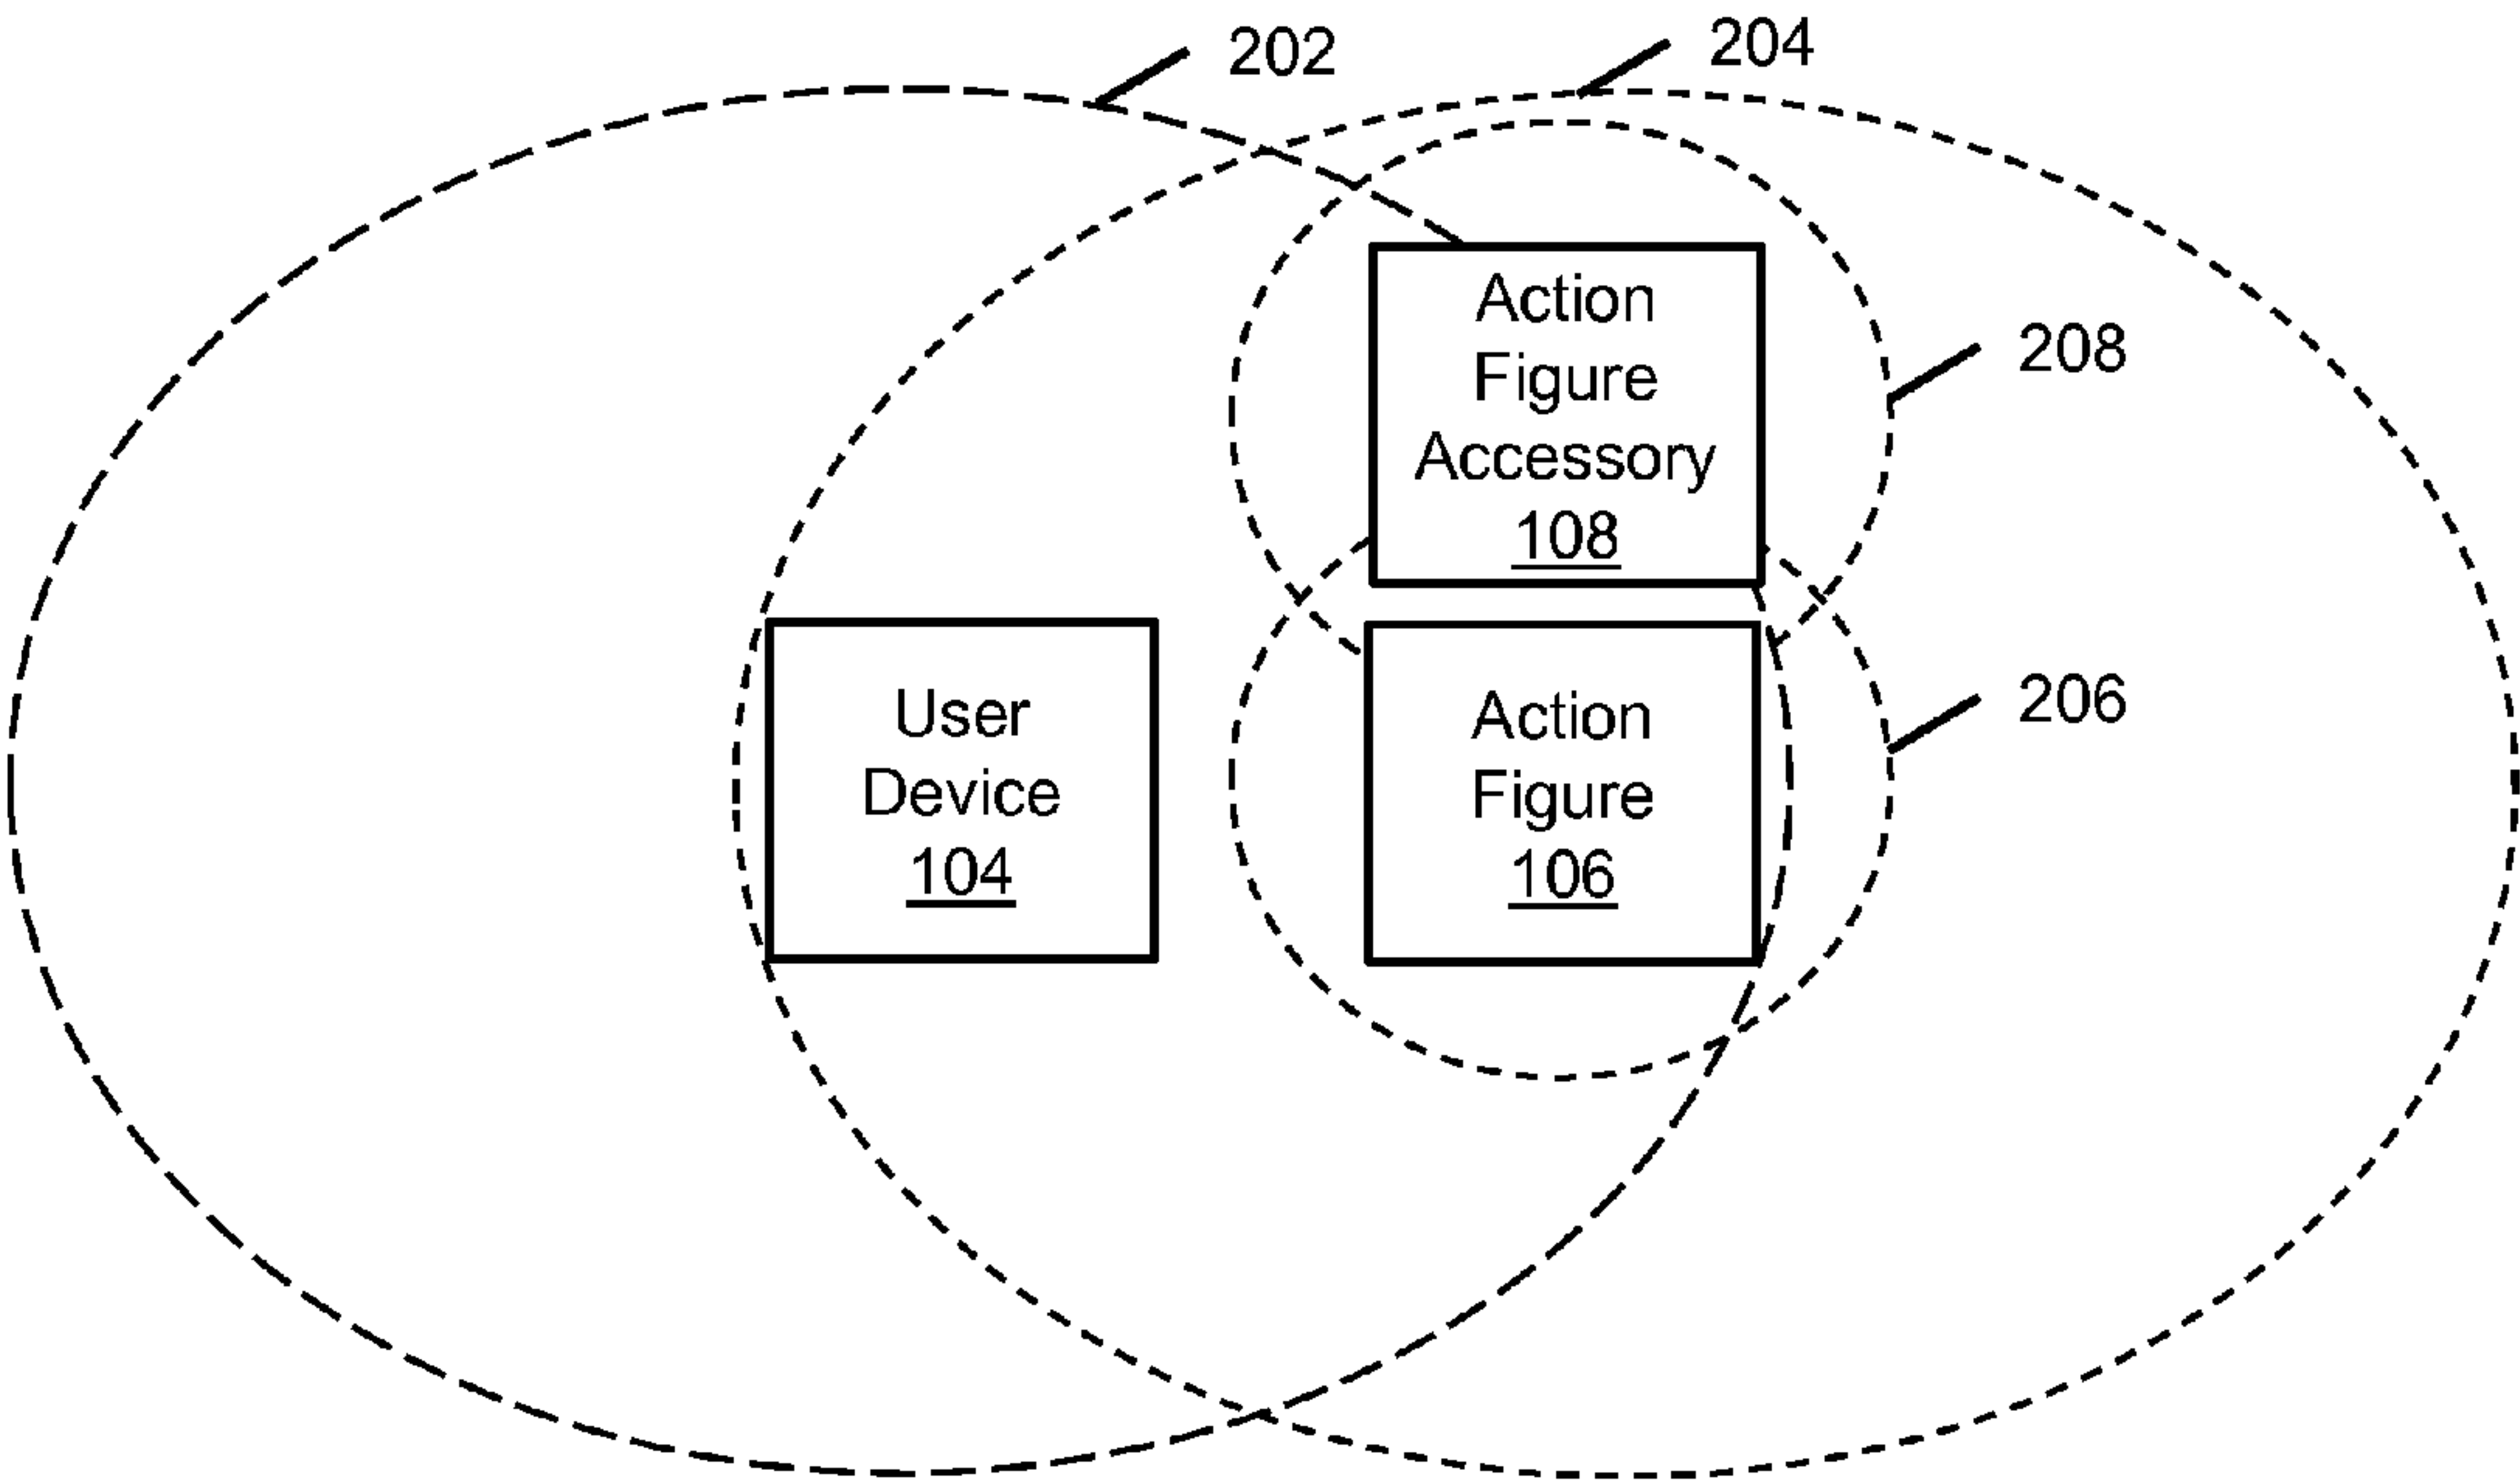 202
204
Action
Figure
Accessory
108
208
User
Device
104
Action
Figure
106
206